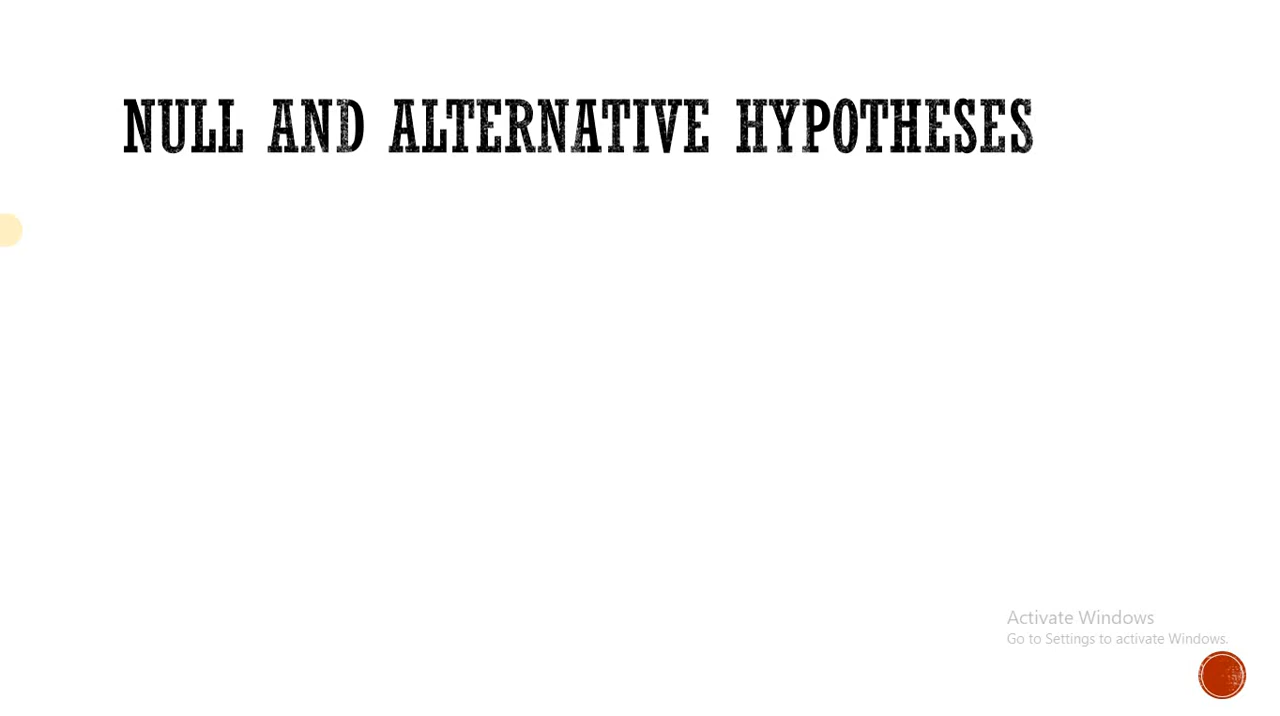 NULL AND ALTERNATIVE HYPOTHESES
Activate Windows
Go to Settings to activate Windows.